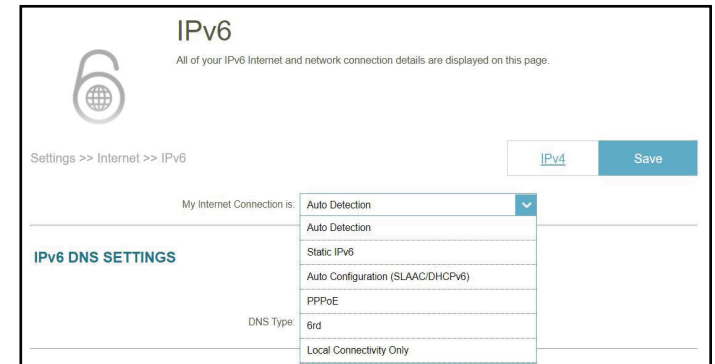 IPv6
All of your IPv6 Internet and network connection details are displayed on this page.
Settings >> Internet >> IPv6
IPv4
Save
My Internet Connection is:
Auto Detection
Auto Detection
Static IPv6
IPv6 DNS SETTINGS
Auto Configuration (SLAAC/DHCPv6)
PPPoE
DNS Type:
6rd
Local Connectivity Only